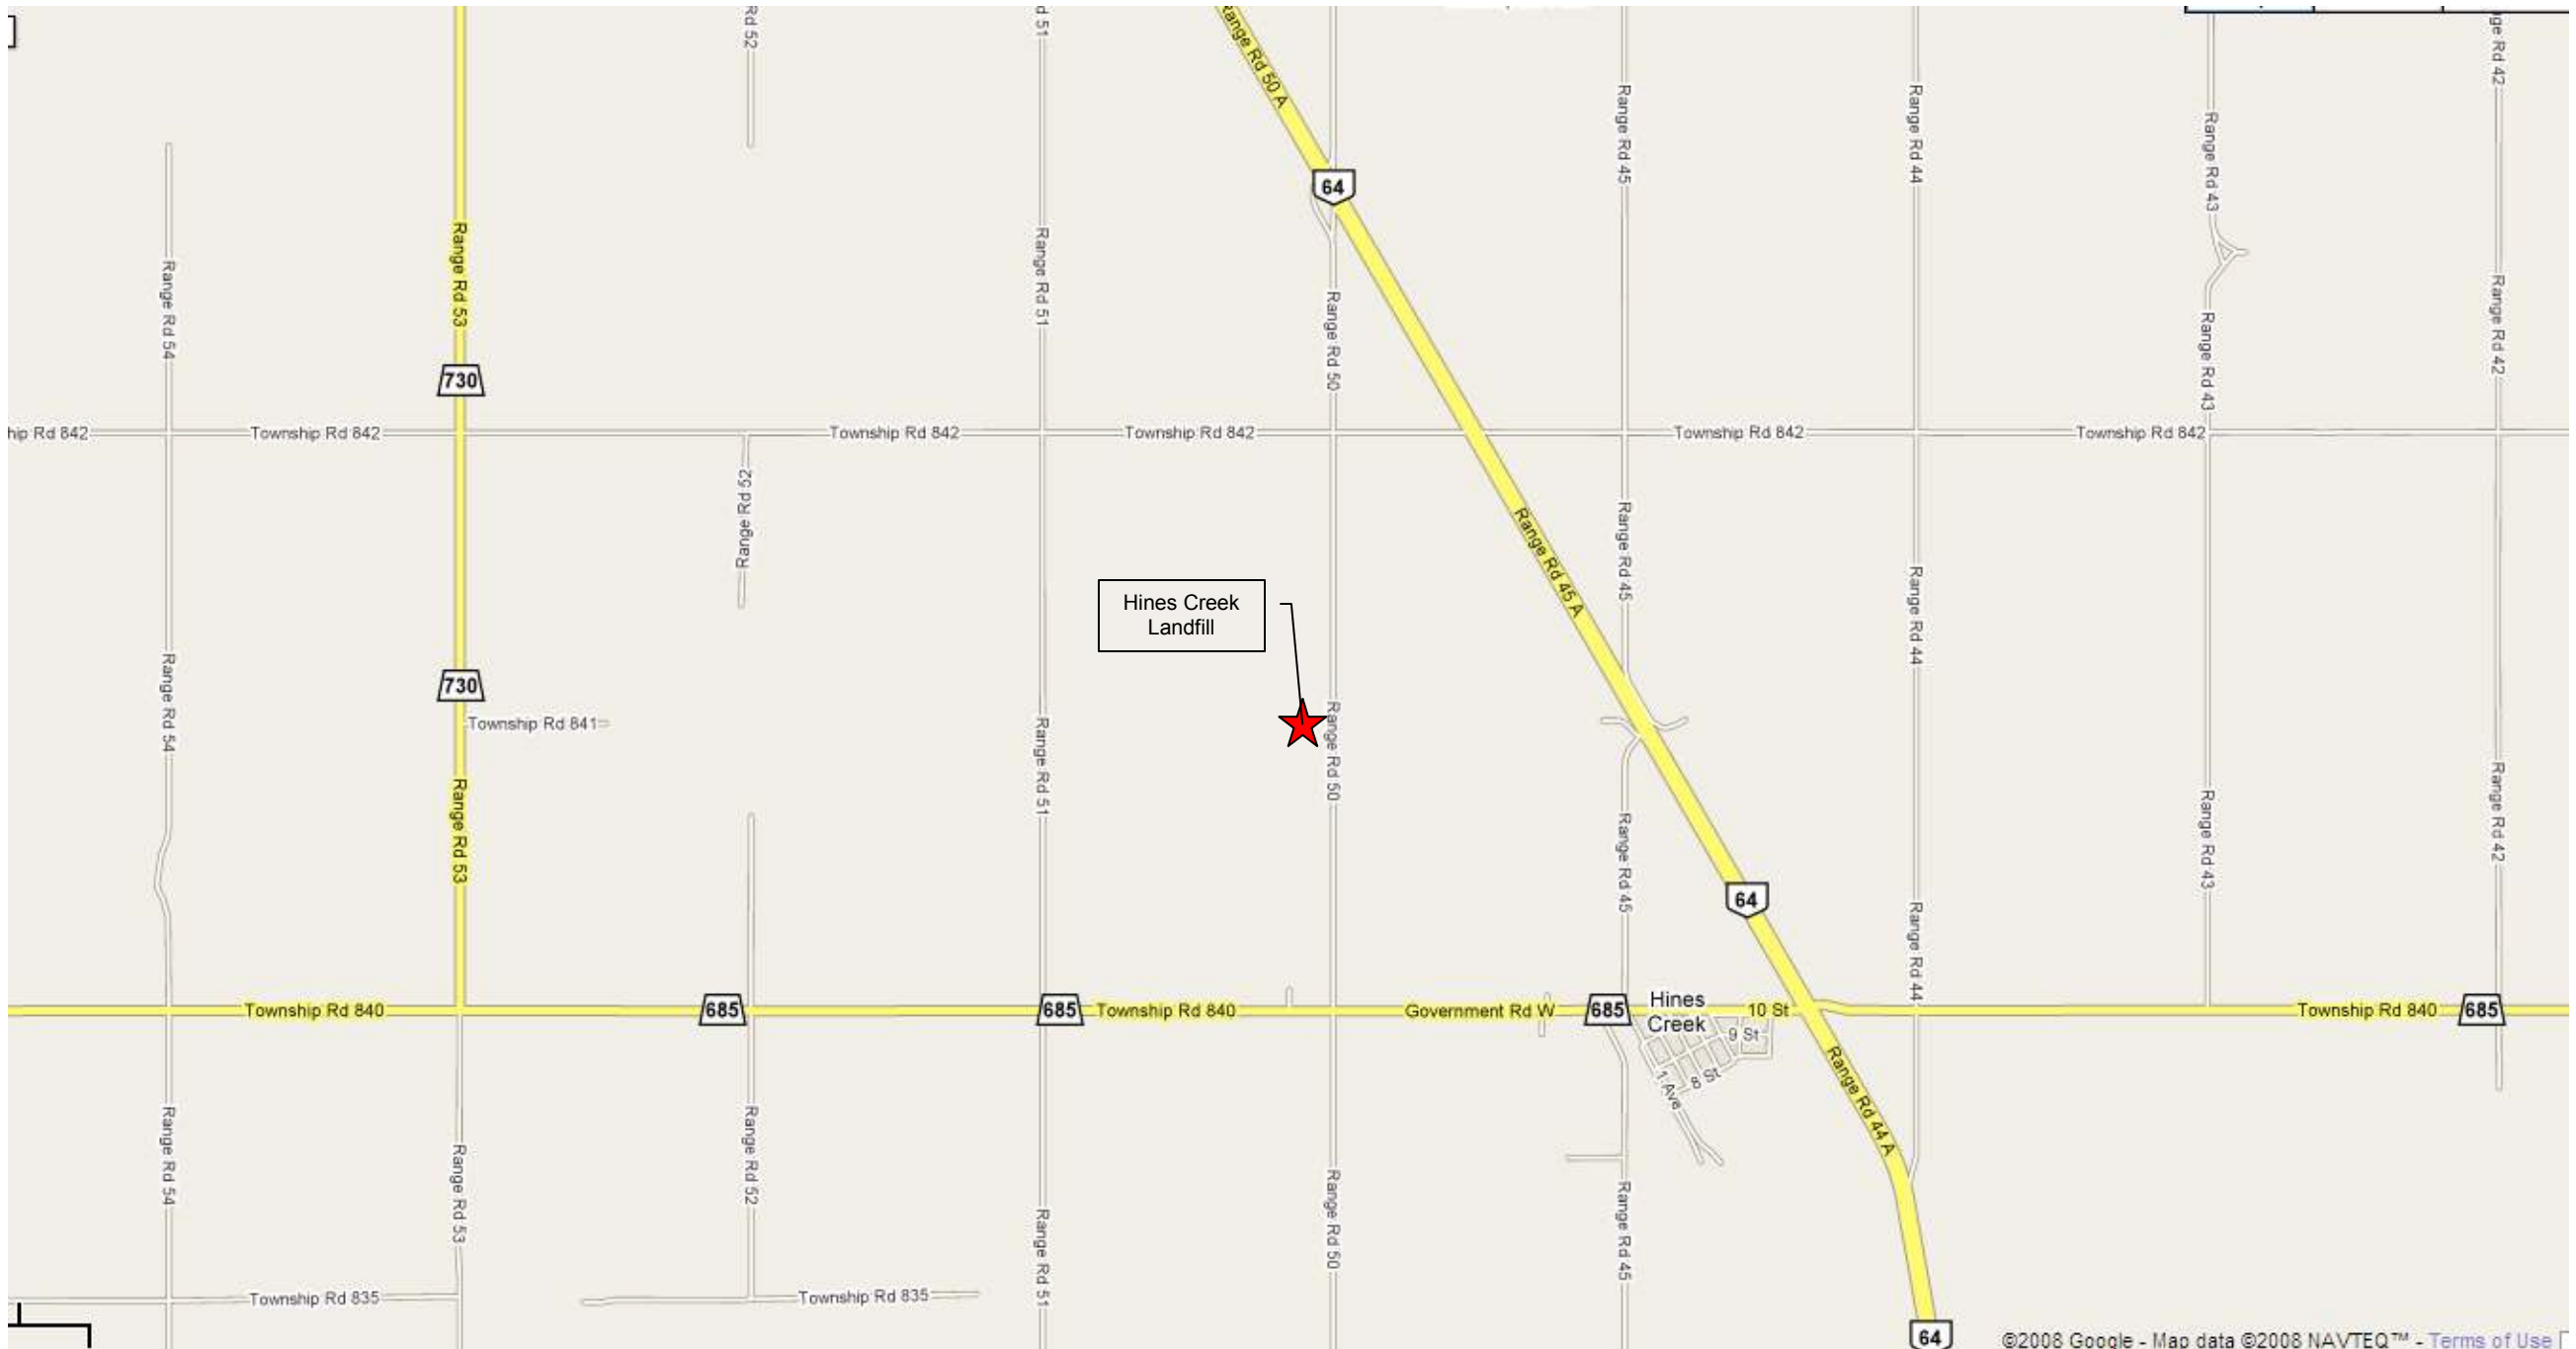 Rd 52
d 51
Range Rd 50 A
ge Rd 42
Range Rd 45
Range Rd 44
Range Rd 43
64
Range Rd 54
Range Rd 53
Range Rd 51
Range Rd 50
Range Rd 43
Range Rd 42
730
hip Rd 842
Township Rd 842
Township Rd 842
Township Rd 842
Township Rd 842
Township Rd 842
Range Rd 52
Range Rd 45 A
Range Rd 45
Range Rd 44
Hines Creek
Landfill
730
Township Rd 841
Range Rd 54
Range Rd 53
Range Rd 51
Range Rd 50
Range Rd 45
Range Rd 43
Range Rd 42
64
Range Rd 44
Township Rd 840
685
685
Township Rd 840
Government Rd W
685
Hines
Creek
10 St
9 St
8 St
1 Ave
Township Rd 840
685
Range Rd 44 A
Range Rd 54
Range Rd 53
Range Rd 52
Range Rd 51
Range Rd 50
Range Rd 45
Township Rd 835
Township Rd 835
64
©2008 Google - Map data ©2008 NAVTEQ™ - Terms of Use